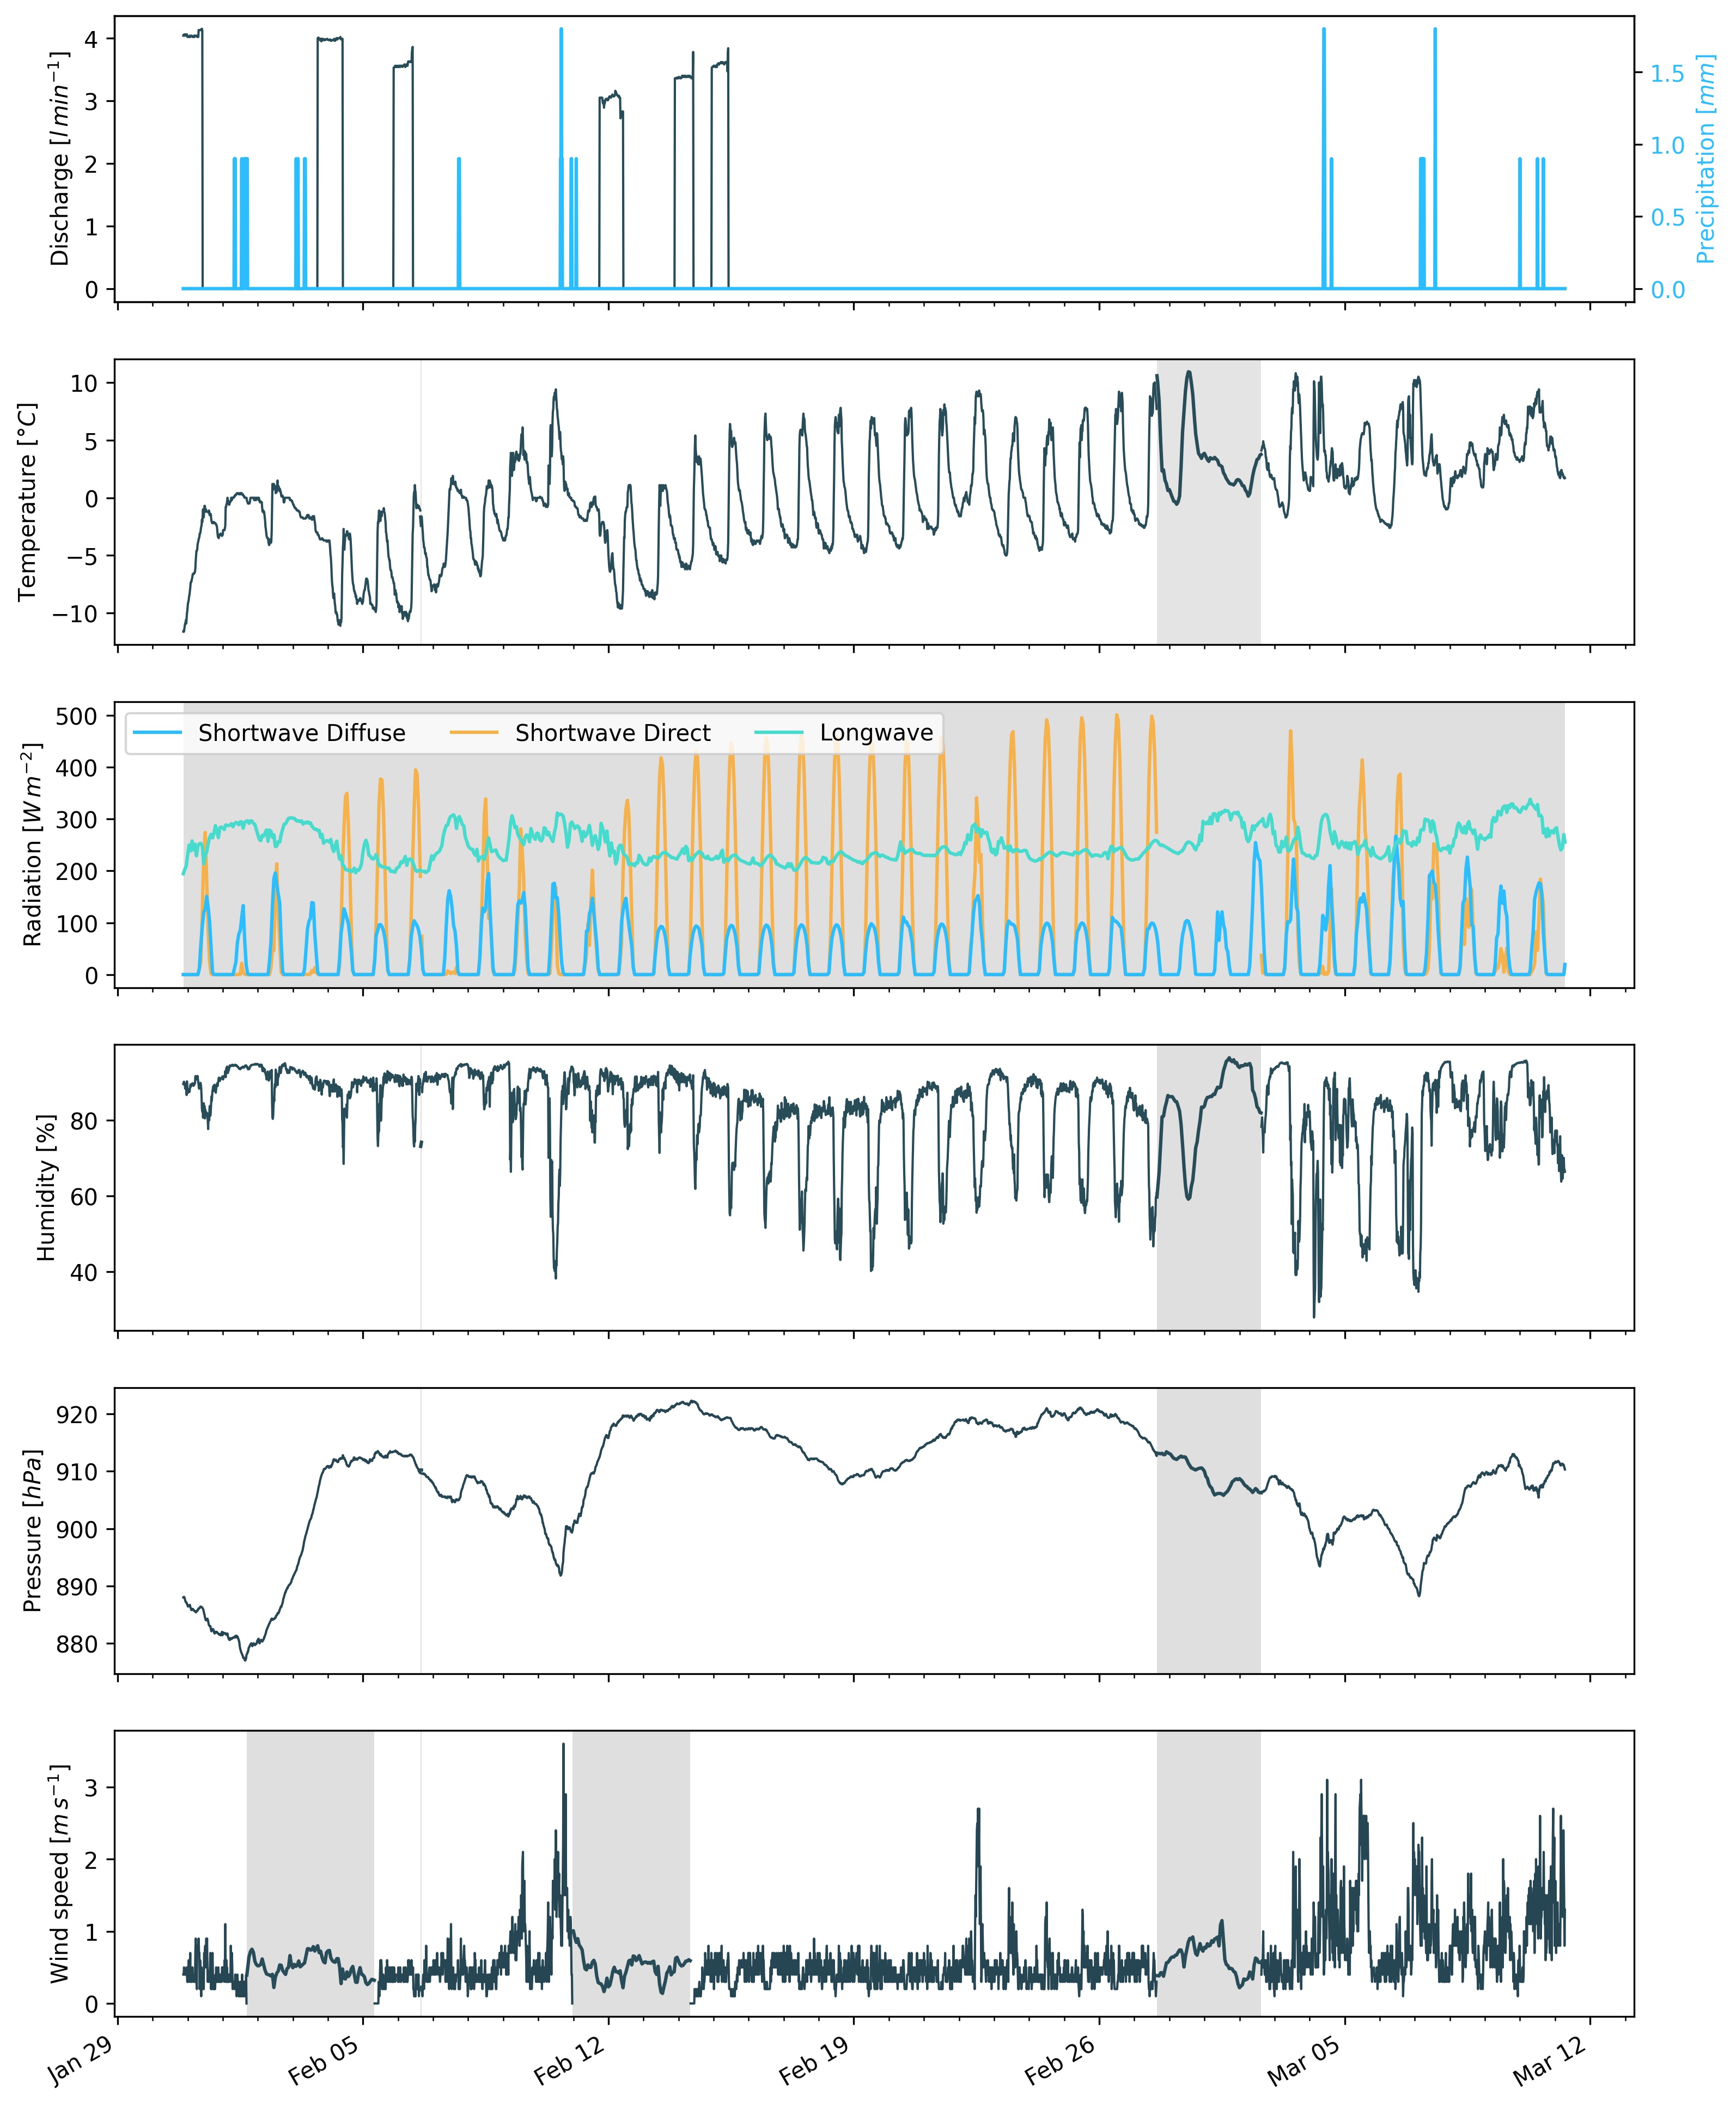 Discharge [l min⁻¹]
4
3
2
1
0
1.5
1.0
0.5
0.0
Precipitation [mm]
Temperature [°C]
10
5
0
−5
−10
Radiation [W m⁻²]
500
400
300
200
100
0
Shortwave Diffuse
Shortwave Direct
Longwave
Humidity [%]
80
60
40
Pressure [hPa]
920
910
900
890
880
Wind speed [m s⁻¹]
3
2
1
0
Jan 29
Feb 05
Feb 12
Feb 19
Feb 26
Mar 05
Mar 12